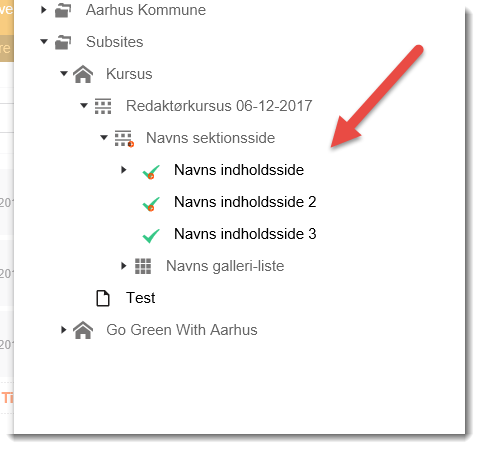 Aarhus Kommune
Subsites
Kursus
Redaktørkursus 06-12-2017
Navns sektionsside
Navns indholdsside
Navns indholdsside 2
Navns indholdsside 3
Navns galleri-liste
Test
Go Green With Aarhus